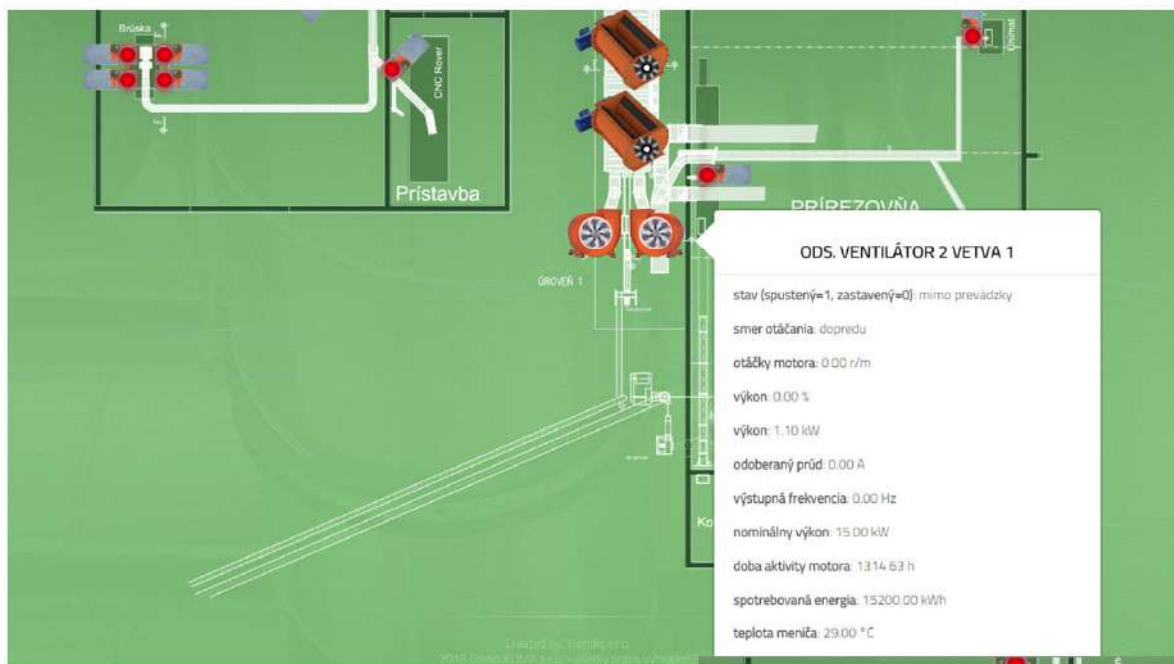 Brúska
CNC Rover
Prístavba
PRÍREZOVŇA
ÚROVEŇ 1
ODS. VENTILÁTOR 2 VETVA 1
stav (spustený=1, zastavený=0): mimo prevádzky
smer otáčania: dopredu
otáčky motora: 0.00 r/m
výkon: 0.00 %
výkon: 1.10 kW
odoberaný prúd: 0.00 A
výstupná frekvencia: 0.00 Hz
nominálny výkon: 15.00 kW
Ko
doba aktivity motora: 1314.63 h
spotrebovaná energia: 15200.00 kWh
teplota meniča: 29.00 °C